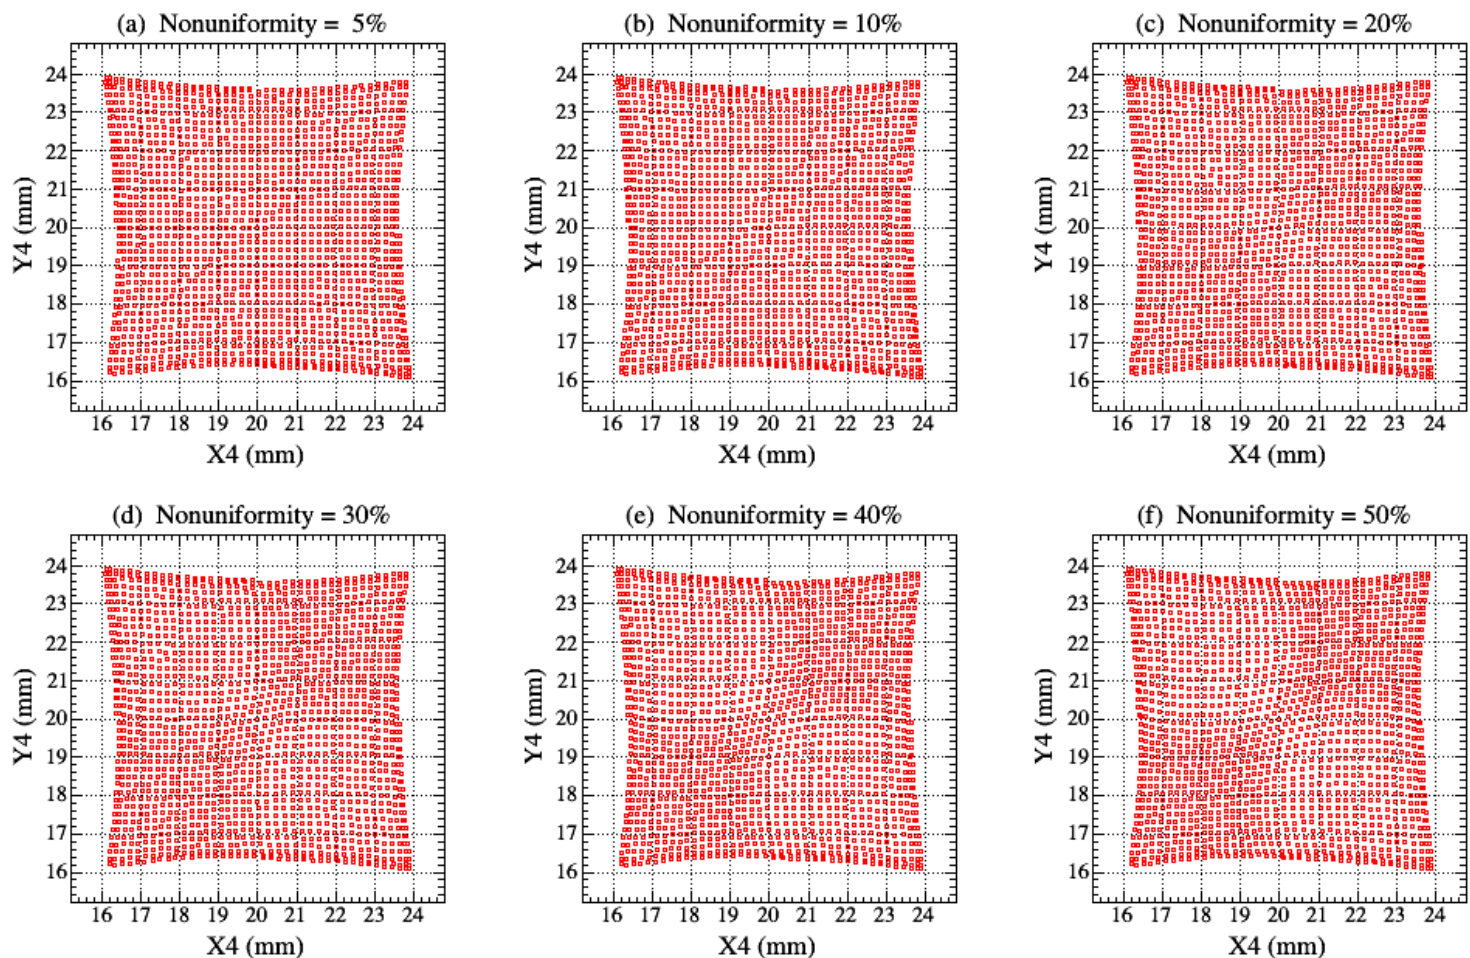 (a) Nonuniformity = 5%
24
23
22
21
20
19
18
17
16
Y4 (mm)
16 17 18 19 20 21 22 23 24
X4 (mm)
(b) Nonuniformity = 10%
24
23
22
21
20
19
18
17
16
Y4 (mm)
16 17 18 19 20 21 22 23 24
X4 (mm)
(c) Nonuniformity = 20%
24
23
22
21
20
19
18
17
16
Y4 (mm)
16 17 18 19 20 21 22 23 24
X4 (mm)
(d) Nonuniformity = 30%
24
23
22
21
20
19
18
17
16
Y4 (mm)
16 17 18 19 20 21 22 23 24
X4 (mm)
(e) Nonuniformity = 40%
24
23
22
21
20
19
18
17
16
Y4 (mm)
16 17 18 19 20 21 22 23 24
X4 (mm)
(f) Nonuniformity = 50%
24
23
22
21
20
19
18
17
16
Y4 (mm)
16 17 18 19 20 21 22 23 24
X4 (mm)